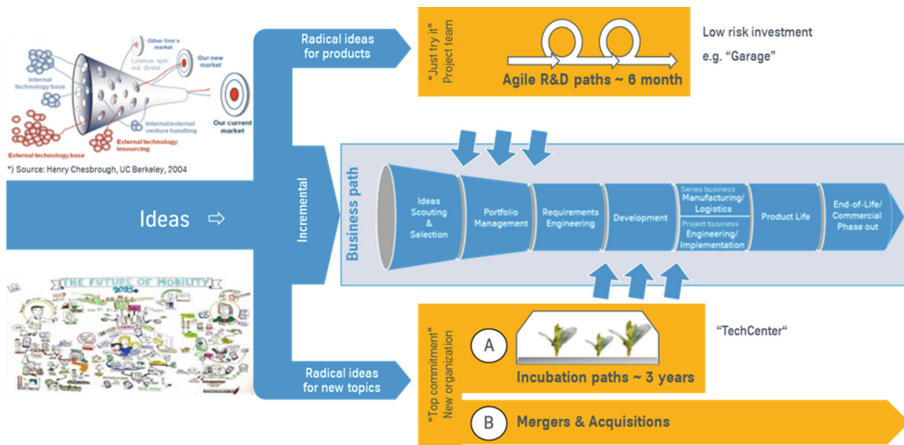 Other firm's
market
Licence, spin
out, divest
Our new
market
Internal
technology base
Internal/external
venture handling
Our current
market
External technology
insourcing
External technology base
*) Source: Henry Chesbrough, UC Berkeley, 2004
Ideas ⇨
THE FUTURE OF MOBILITY
2025
Radical ideas
for products
Incremental
Radical ideas
for new topics
"Just try it"
Project team
Agile R&D paths ~ 6 month
Low risk investment
e.g. "Garage"
Business path
Ideas
Scouting
&
Selection
Portfolio
Management
Requirements
Engineering
Development
Series business
Manufacturing/
Logistics
Project business
Engineering/
Implementation
Product Life
End-of-Life/
Commercial
Phase out
"Top commitment"
New organization
A
Incubation paths ~ 3 years
"TechCenter"
B
Mergers & Acquisitions